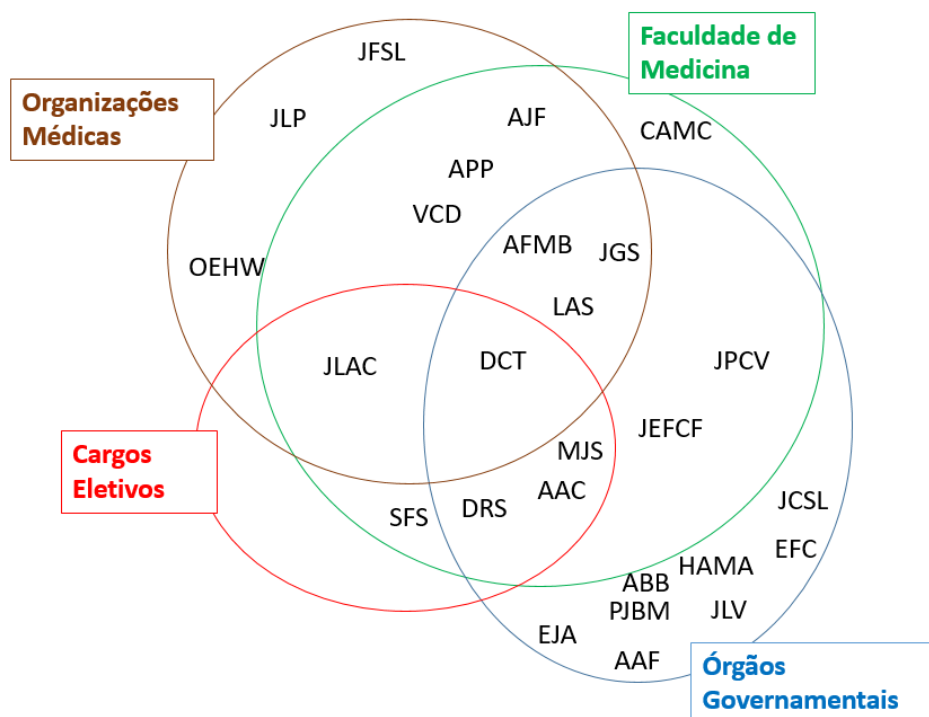 JFSL
Faculdade de
Medicina
Organizações
Médicas
JLP
AJF
CAMC
APP
VCD
AFMB
JGS
OEHW
LAS
JLAC
DCT
JPCV
JEFCF
Cargos
Eletivos
MJS
AAC
DRS
SFS
JCSL
EFC
HAMA
ABB
PJBM
JLV
EJA
AAF
Órgãos
Governamentais